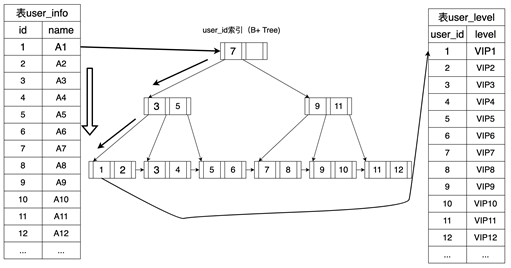 表user_info
id name
1 A1
2 A2
3 A3
4 A4
5 A5
6 A6
7 A7
8 A8
9 A9
10 A10
11 A11
12 A12
... ...
user_id索引（B+ Tree）
7
3 5
9 11
1 2
3 4
5 6
7 8
9 10
11 12
表user_level
user_id level
1 VIP1
2 VIP2
3 VIP3
4 VIP4
5 VIP5
6 VIP6
7 VIP7
8 VIP8
9 VIP9
10 VIP10
11 VIP11
12 VIP12
... ...